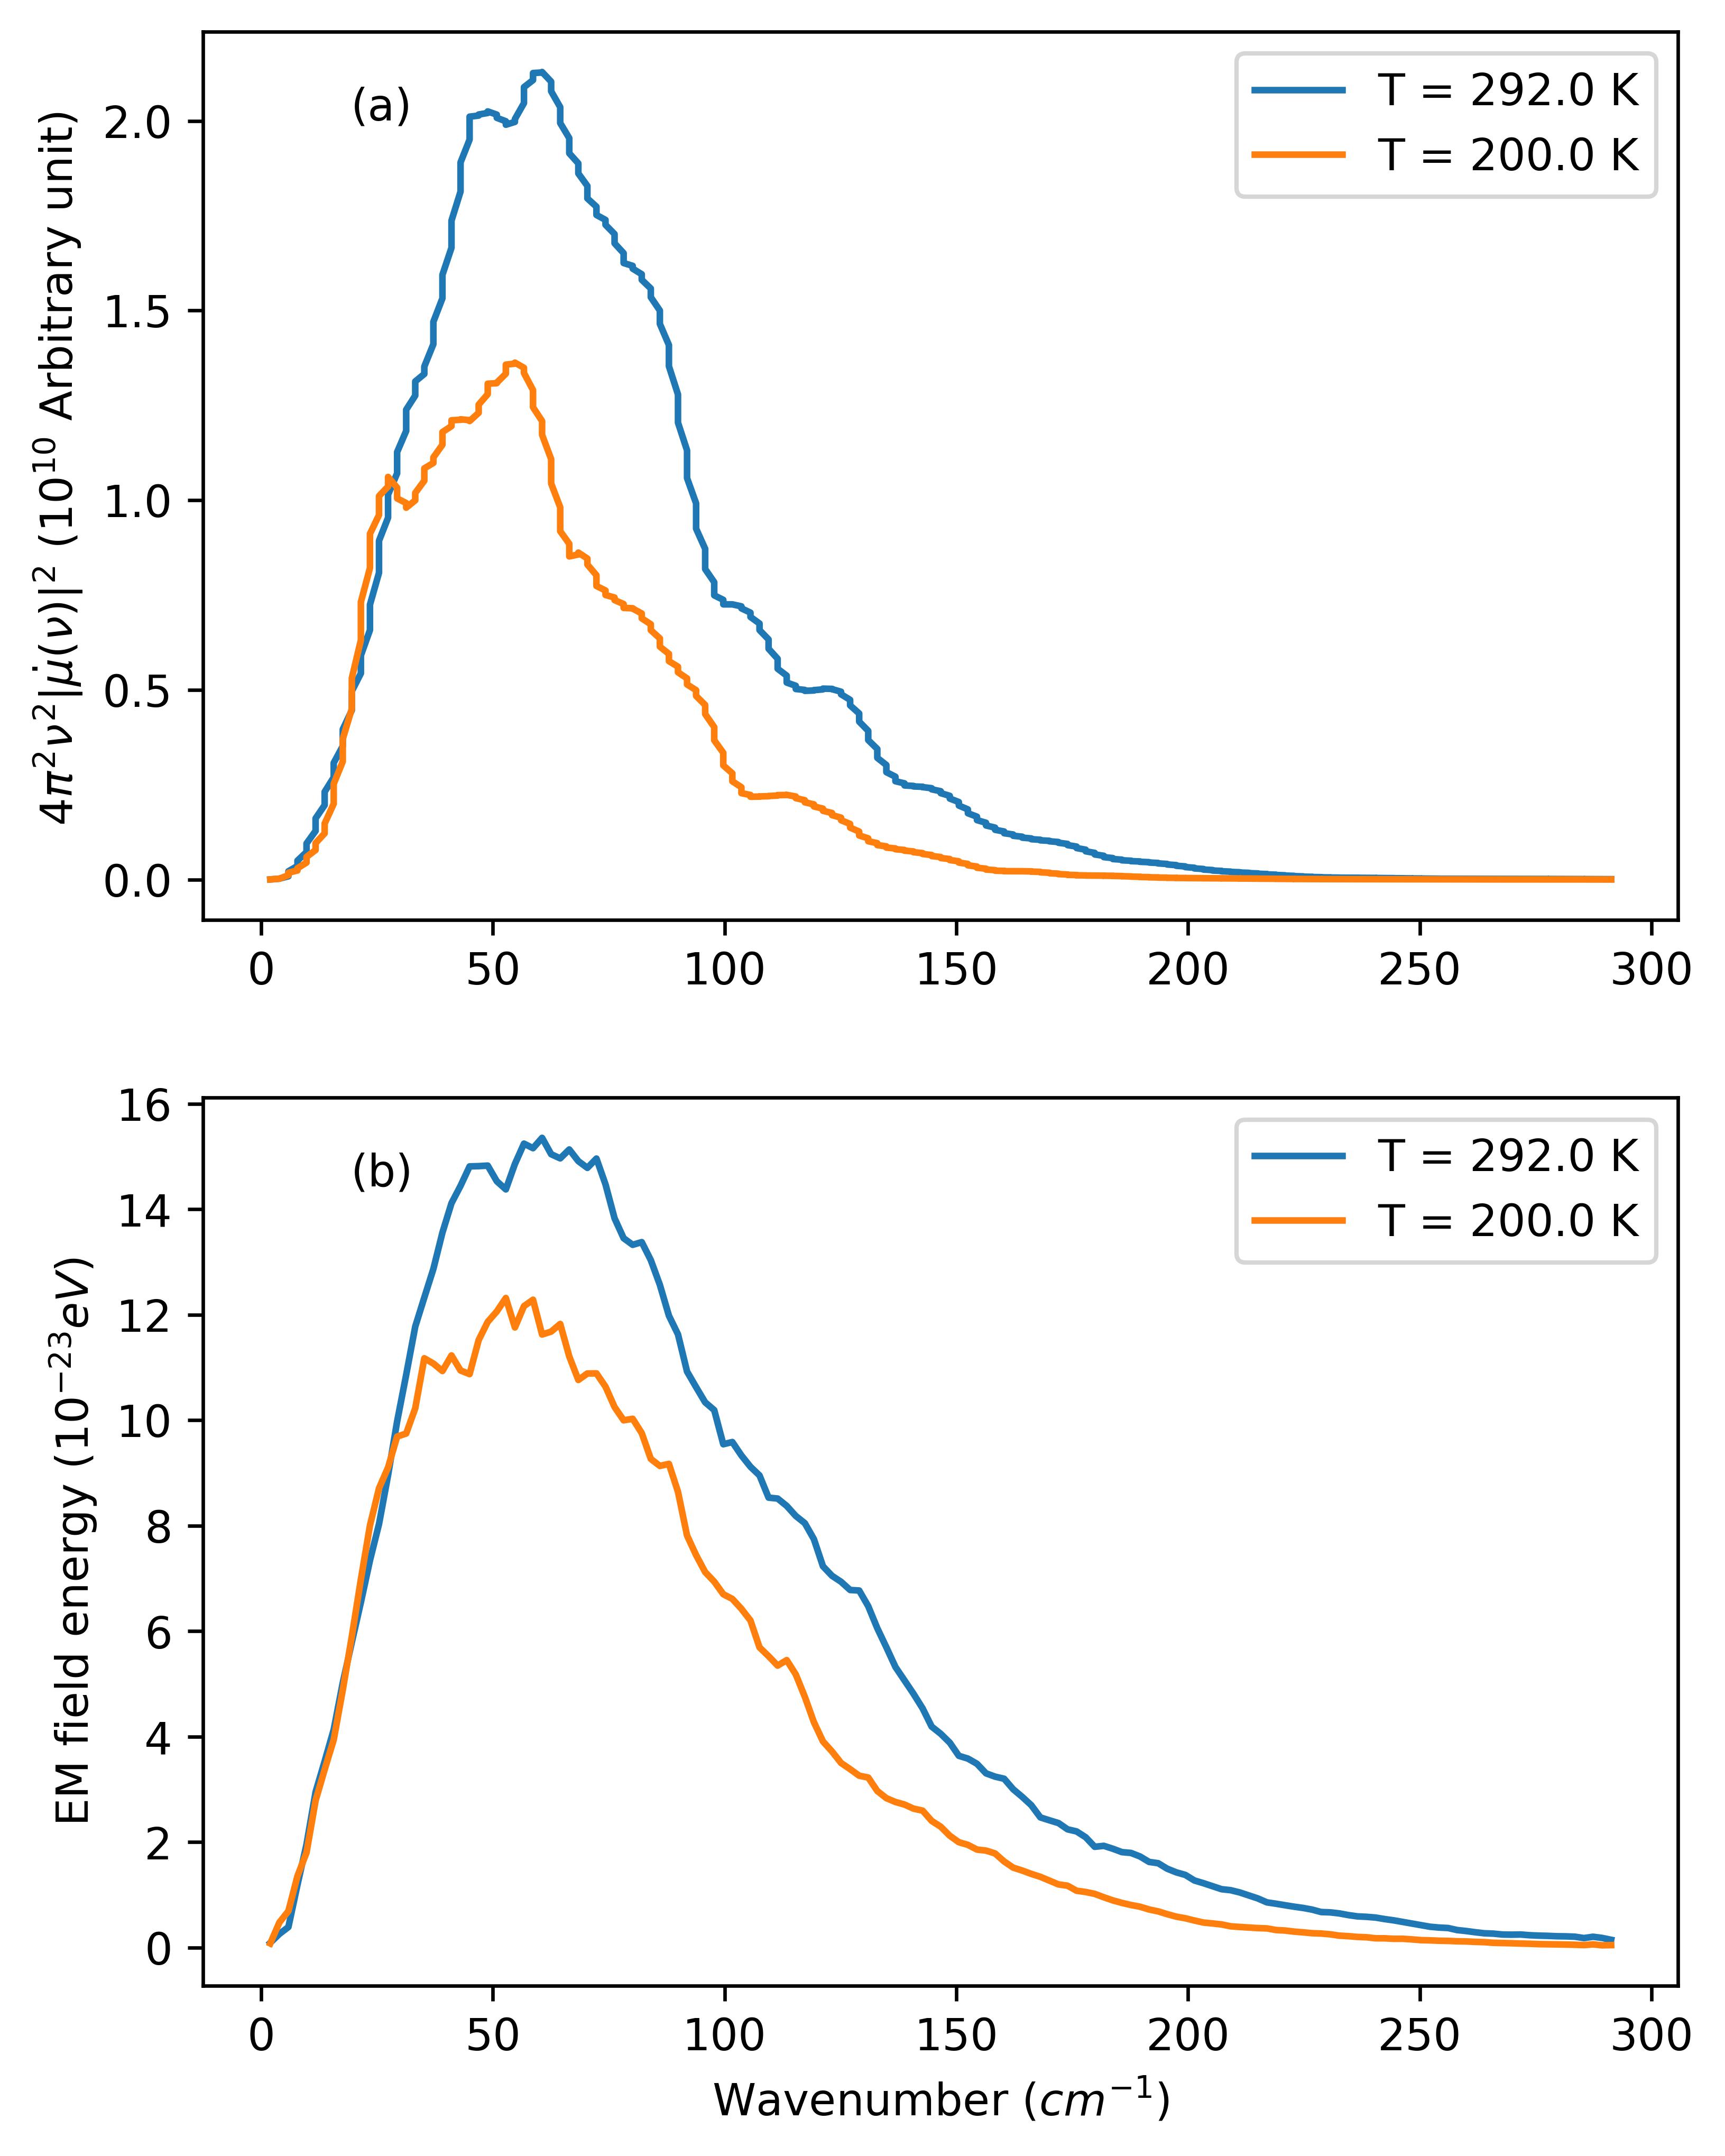 (a)
T = 292.0 K
T = 200.0 K
4π²ν²|μ̇(ν)|² (10¹⁰ Arbitrary unit)
2.0
1.5
1.0
0.5
0.0
0 50 100 150 200 250 300
(b)
T = 292.0 K
T = 200.0 K
EM field energy (10⁻²³eV)
16
14
12
10
8
6
4
2
0
0 50 100 150 200 250 300
Wavenumber (cm⁻¹)